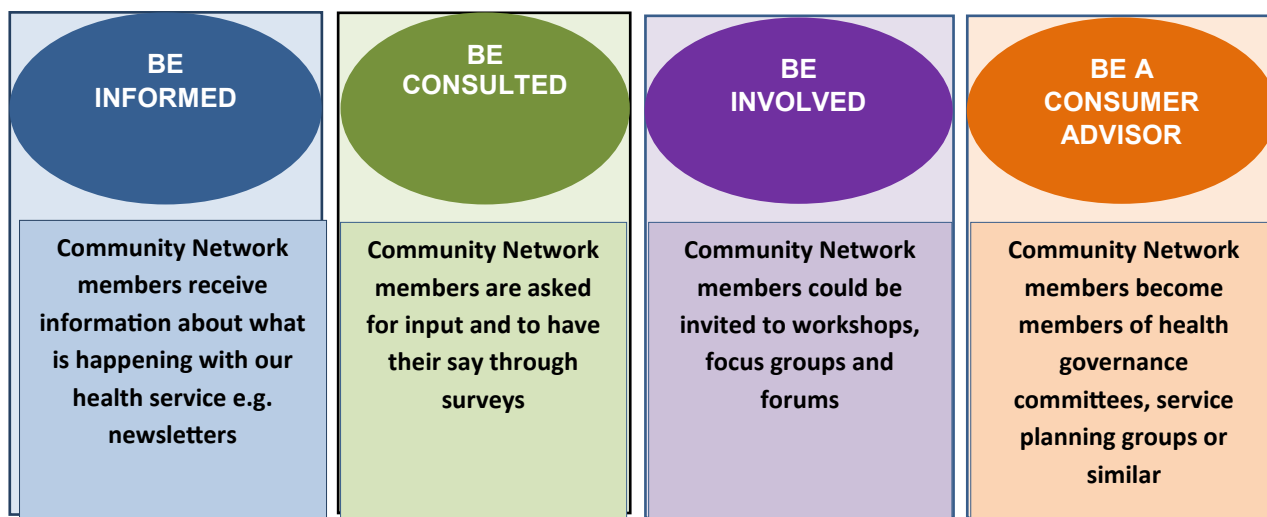 BE
INFORMED
Community Network
members receive
information about what
is happening with our
health service e.g.
newsletters
BE
CONSULTED
Community Network
members are asked
for input and to have
their say through
surveys
BE
INVOLVED
Community Network
members could be
invited to workshops,
focus groups and
forums
BE A
CONSUMER
ADVISOR
Community Network
members become
members of health
governance
committees, service
planning groups or
similar